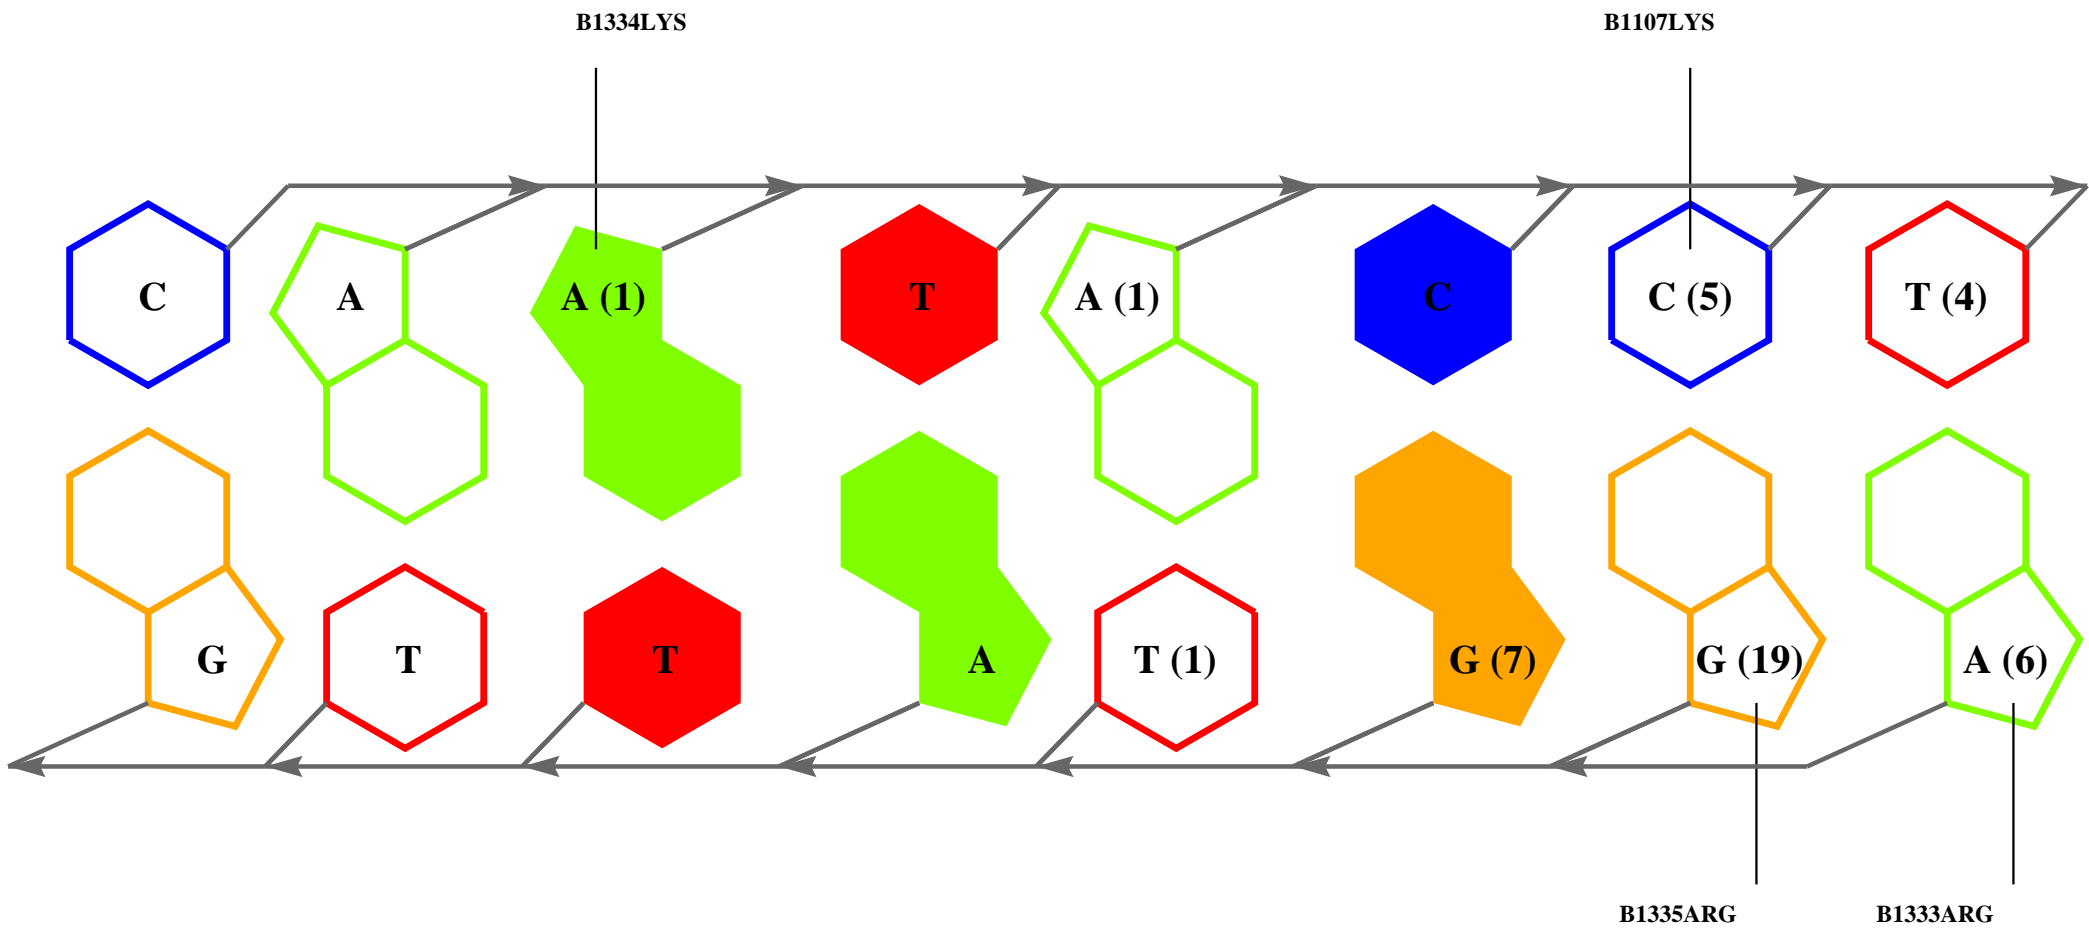 B1334LYS B1107LYS
C A A (1) T A (1) C C (5) T (4)
G T T A T (1) G (7) G (19) A (6)
B1335ARG B1333ARG